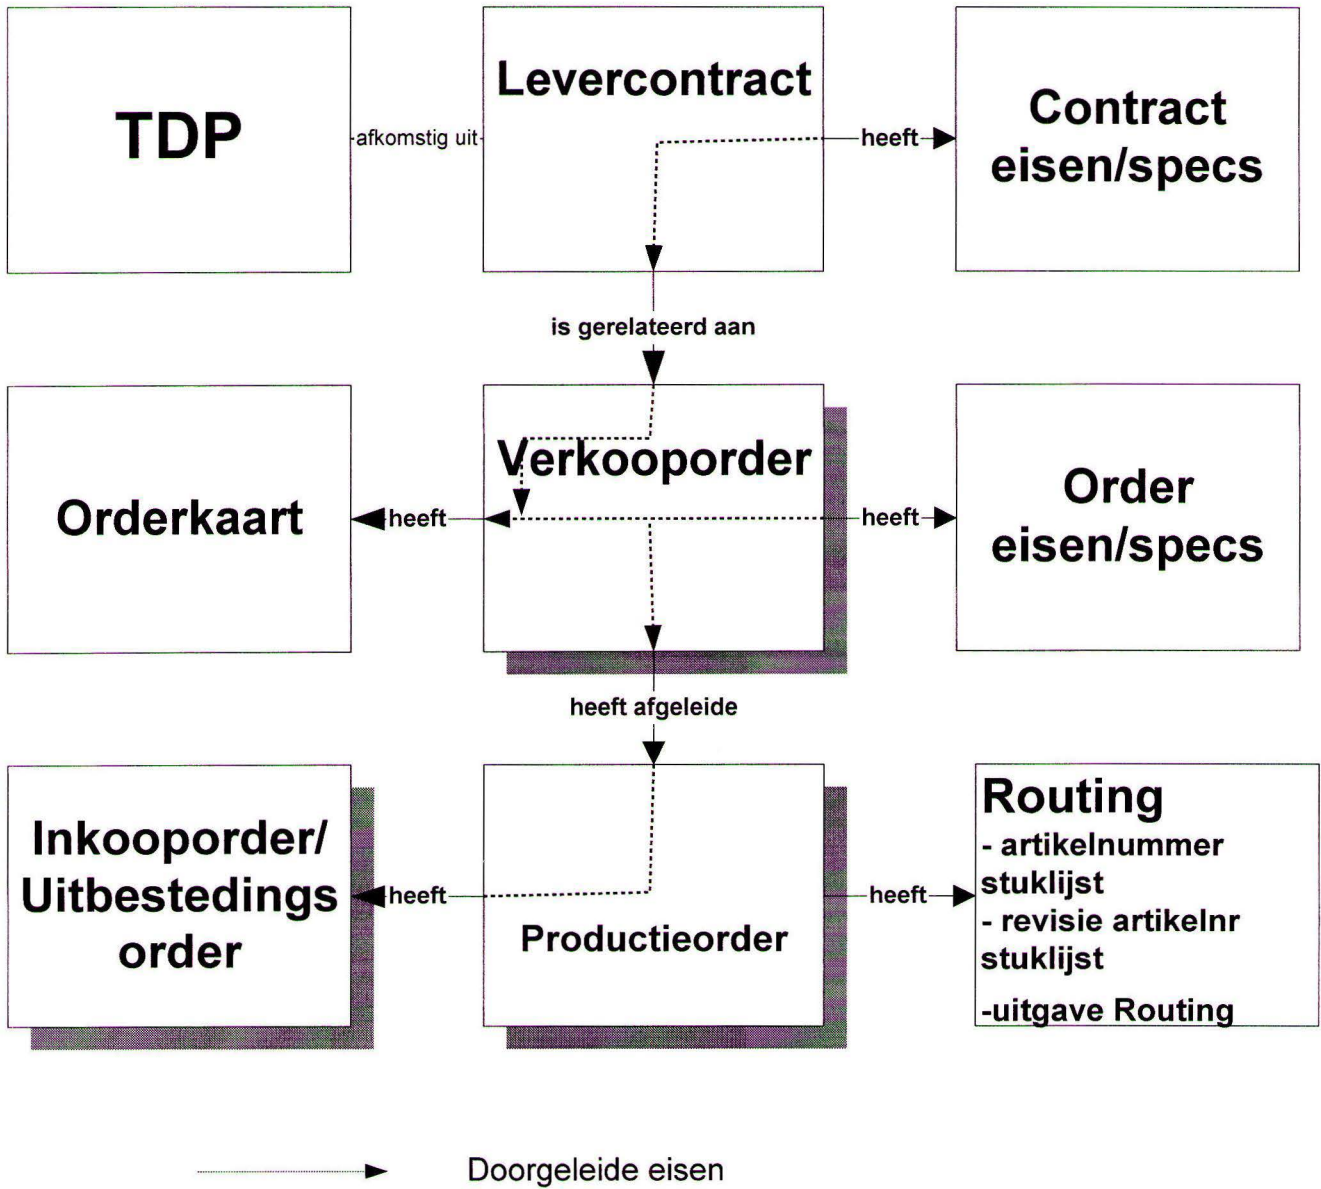 TDP
afkomstig uit
Levercontract
heeft
Contract
eisen/specs
is gerelateerd aan
Orderkaart
heeft
Verkooporder
heeft
Order
eisen/specs
heeft afgeleide
Inkooporder/
Uitbestedings
order
heeft
Productieorder
heeft
Routing
- artikelnummer
stuklijst
- revisie artikelnr
stuklijst
-uitgave Routing
Doorgeleide eisen